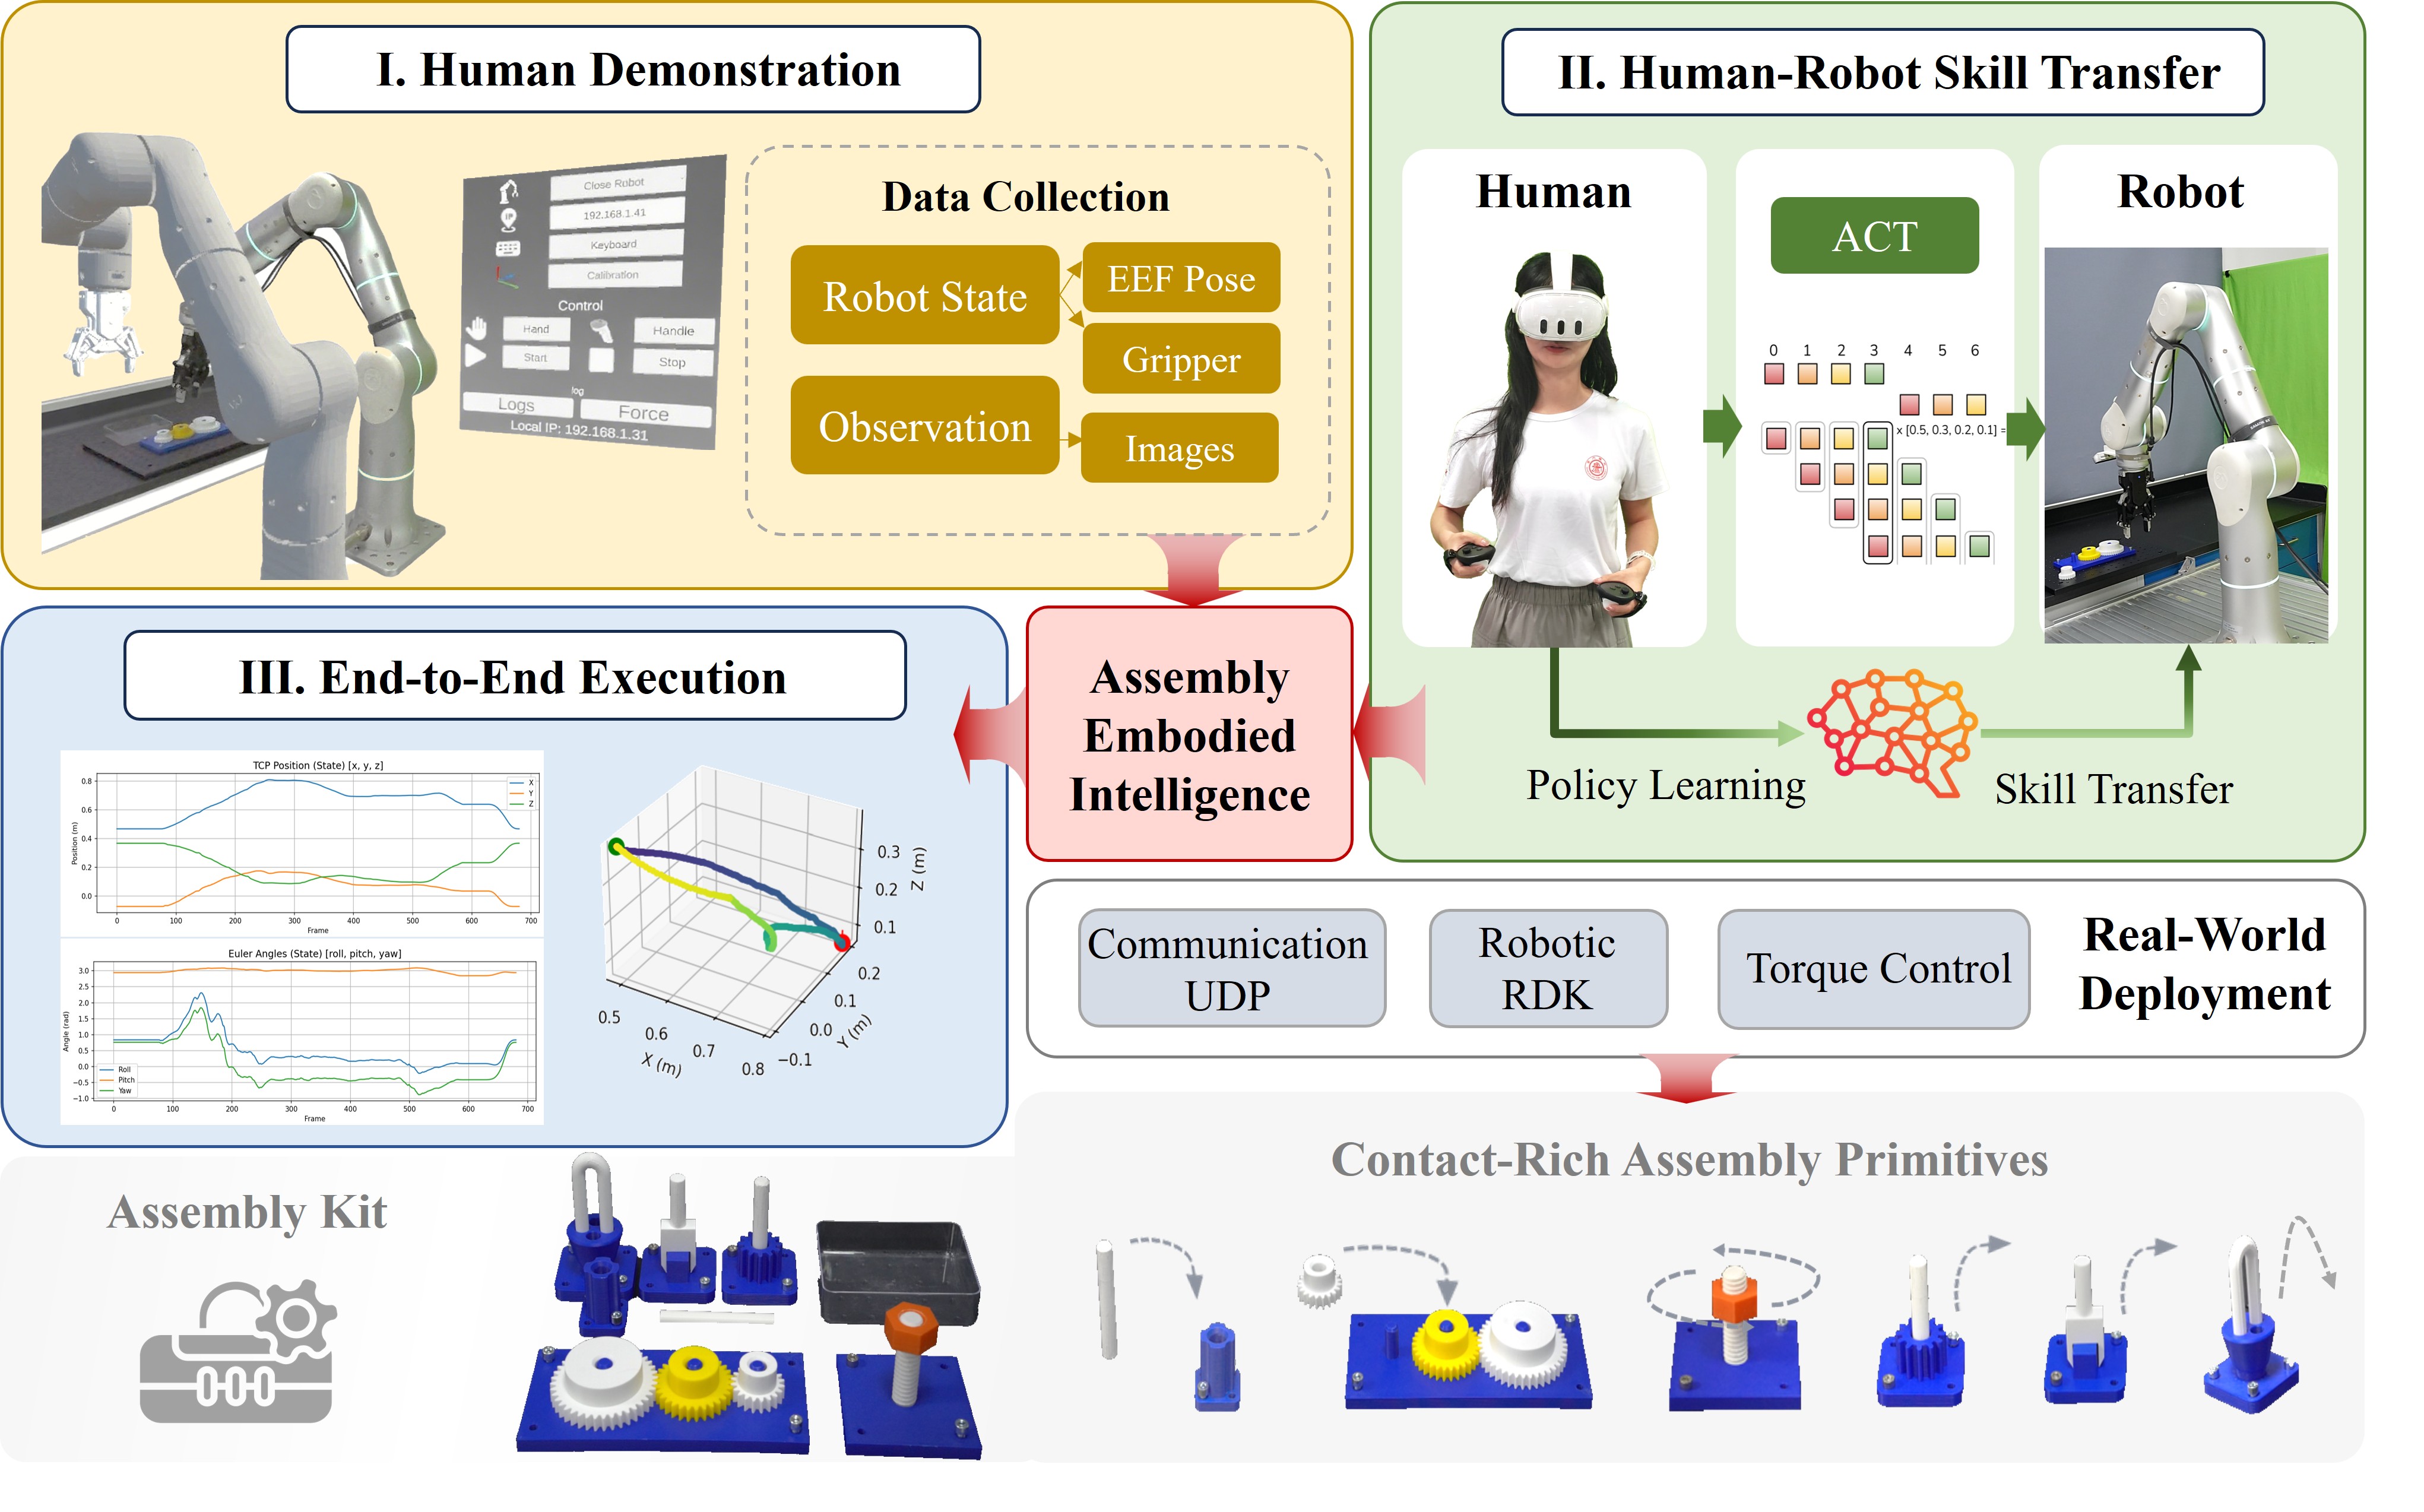 I. Human Demonstration
Close Robot
192.168.1.41
Keyboard
Calibration
Control
Hand
Handle
Start
Stop
log
Logs
Force
Local IP: 192.168.1.31
Data Collection
Robot State
EEF Pose
Gripper
Observation
Images
II. Human-Robot Skill Transfer
Human
ACT
0 1 2 3 4 5 6
x [0.5, 0.3, 0.2, 0.1] =
Robot
Policy Learning
Skill Transfer
Assembly
Embodied
Intelligence
III. End-to-End Execution
TCP Position (State) [x, y, z]
X
Y
Z
Position (m)
0.8
0.6
0.4
0.2
0.0
0 100 200 300 400 500 600 700
Frame
Euler Angles (State) [roll, pitch, yaw]
Angle (rad)
3.0
2.5
2.0
1.5
1.0
0.5
0.0
−0.5
−1.0
Roll
Pitch
Yaw
0 100 200 300 400 500 600 700
Frame
0.3
0.2
0.1
Z (m)
0.2
0.1
0.0
−0.1
Y (m)
0.5
0.6
0.7
0.8
X (m)
Communication
UDP
Robotic
RDK
Torque Control
Real-World
Deployment
Assembly Kit
Contact-Rich Assembly Primitives